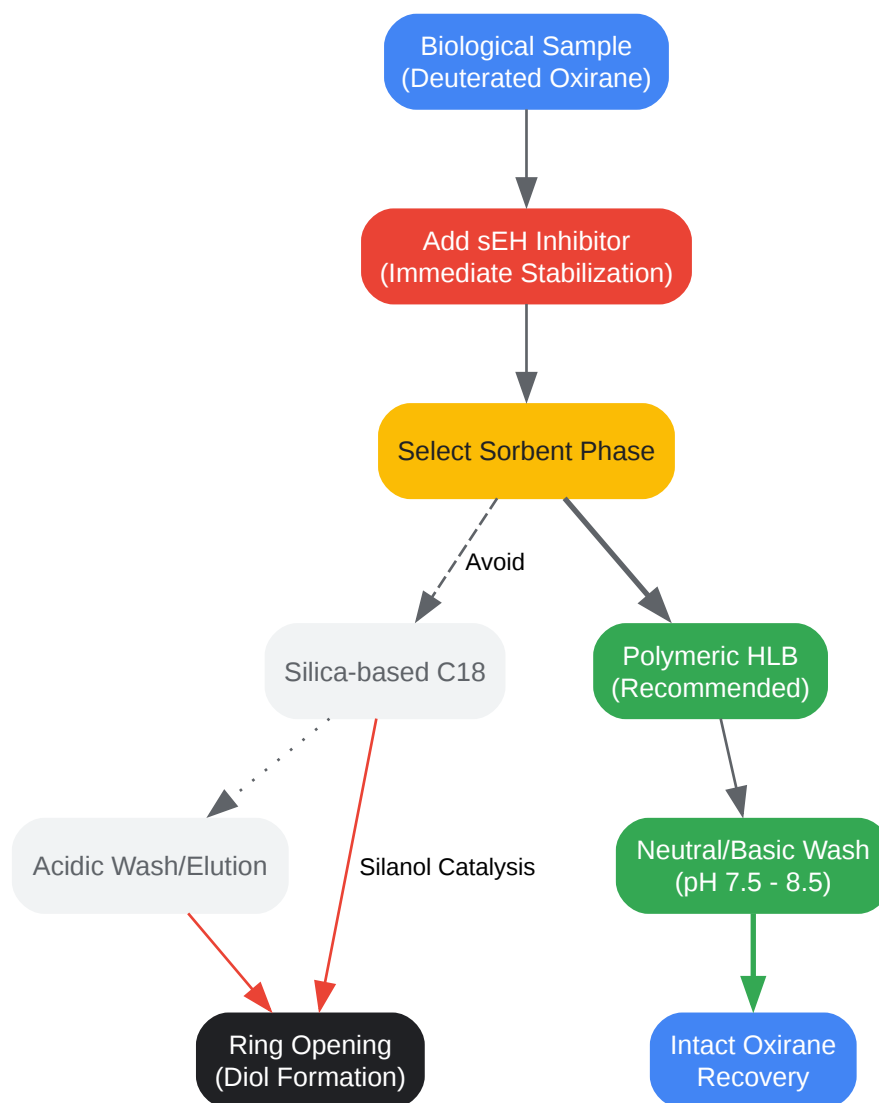 Biological Sample
(Deuterated Oxirane)
Add sEH Inhibitor
(Immediate Stabilization)
Select Sorbent Phase
Avoid
Silica-based C18
Polymeric HLB
(Recommended)
Acidic Wash/Elution
Silanol Catalysis
Neutral/Basic Wash
(pH 7.5 - 8.5)
Ring Opening
(Diol Formation)
Intact Oxirane
Recovery